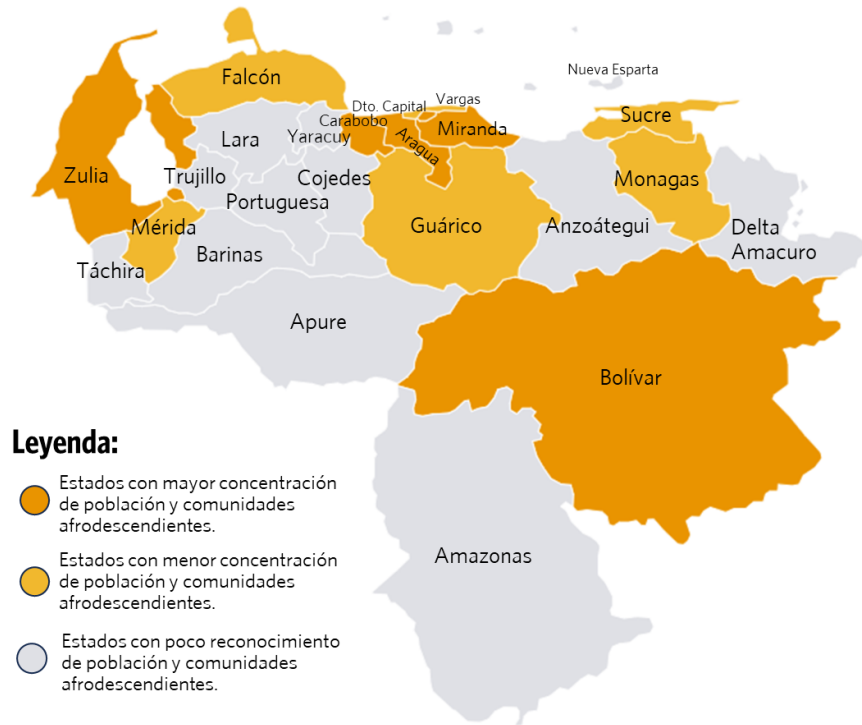 Nueva Esparta
Falcón
Dto. Capital
Vargas
Carabobo
Sucre
Lara
Yaracuy
Aragua
Miranda
Zulia
Trujillo
Cojedes
Monagas
Portuguesa
Mérida
Guárico
Anzoátegui
Delta
Amacuro
Barinas
Táchira
Apure
Bolívar
Amazonas
Leyenda:
Estados con mayor concentración
de población y comunidades
afrodescendientes.
Estados con menor concentración
de población y comunidades
afrodescendientes.
Estados con poco reconocimiento
de población y comunidades
afrodescendientes.